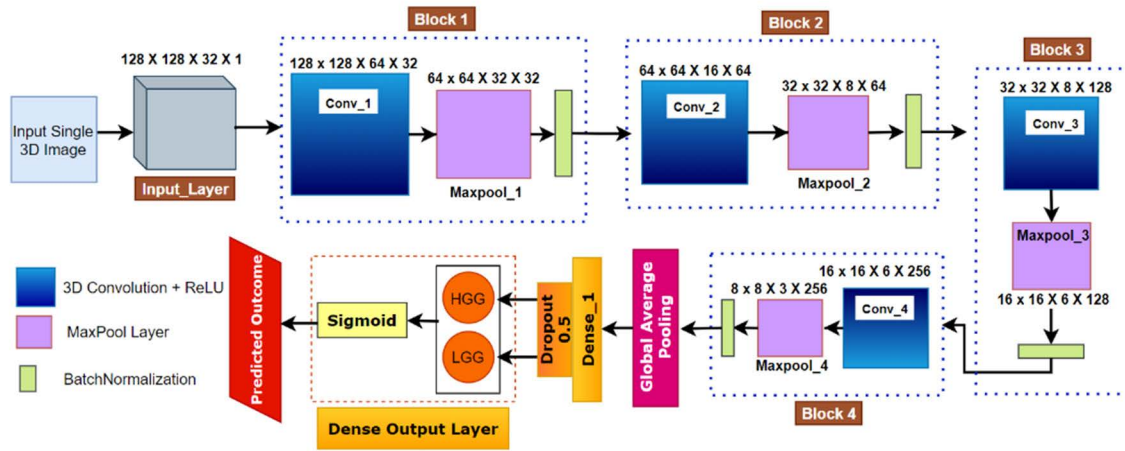 Block 1
Block 2
Block 3
128 X 128 X 32 X 1
128 X 128 X 64 X 32
64 x 64 X 32 X 32
64 x 64 X 16 X 64
32 x 32 X 8 X 64
32 X 32 X 8 X 128
Input Single
3D Image
Conv_1
Conv_2
Conv_3
Input_Layer
Maxpool_1
Maxpool_2
Maxpool_3
16 x 16 X 6 X 128
3D Convolution + ReLU
MaxPool Layer
BatchNormalization
Predicted Outcome
Sigmoid
HGG
LGG
Dense Output Layer
Dropout
0.5
Dense_1
Global Average
Pooling
16 x 16 X 6 X 256
8 x 8 X 3 X 256
Conv_4
Maxpool_4
Block 4